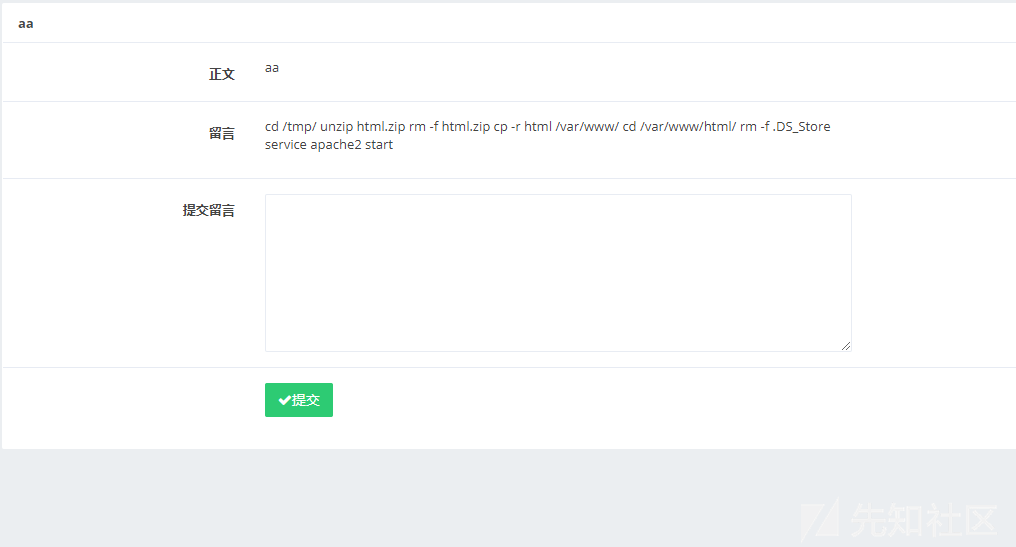 aa
正文
aa
留言
cd /tmp/ unzip html.zip rm -f html.zip cp -r html /var/www/ cd /var/www/html/ rm -f .DS_Store
service apache2 start
提交留言
提交
先知社区